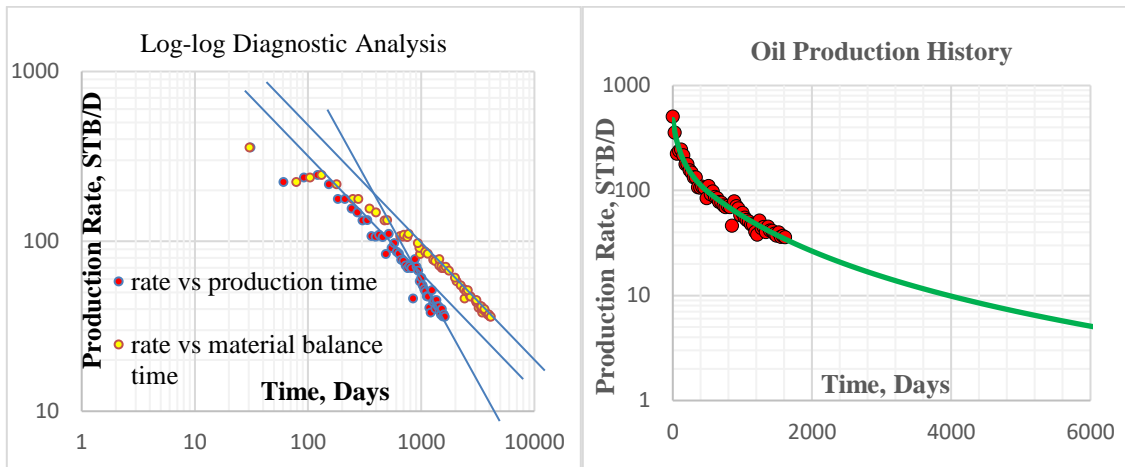 Log-log Diagnostic Analysis
1000
100
10
Production Rate, STB/D
rate vs production time
rate vs material balance
time
Time, Days
1
10
100
1000
10000
Oil Production History
1000
100
10
1
Production Rate, STB/D
Time, Days
0
2000
4000
6000